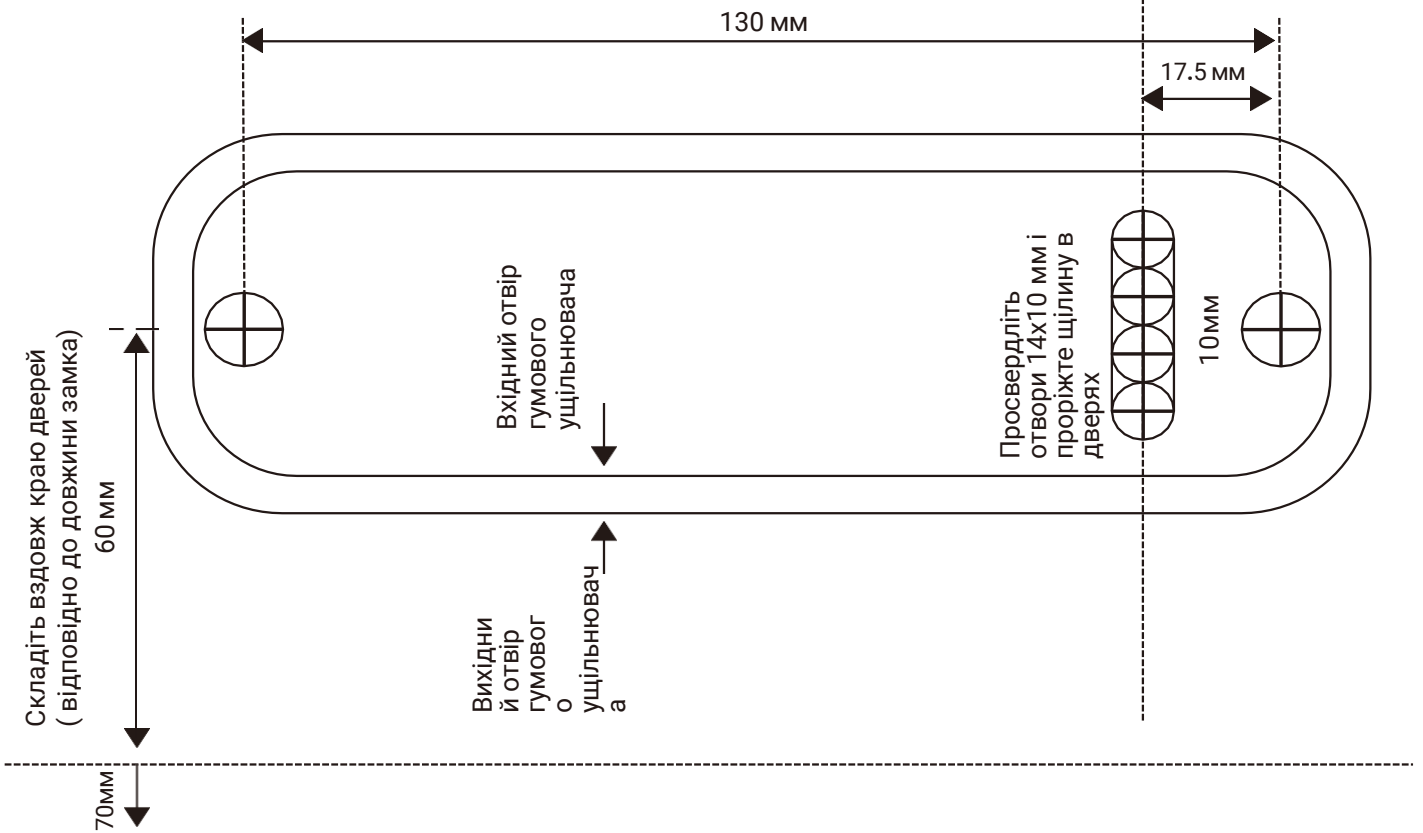 130 мм
17.5 мм
Складіть вздовж краю дверей
( відповідно до довжини замка)
60 мм
Вхідний отвір
гумового
ущільнювача
Просвердліть
отвори 14x10 мм і
проріжте щілину в
дверях
10мм
Вихідни
й отвір
гумовог
о
ущільнювач
а
70мм